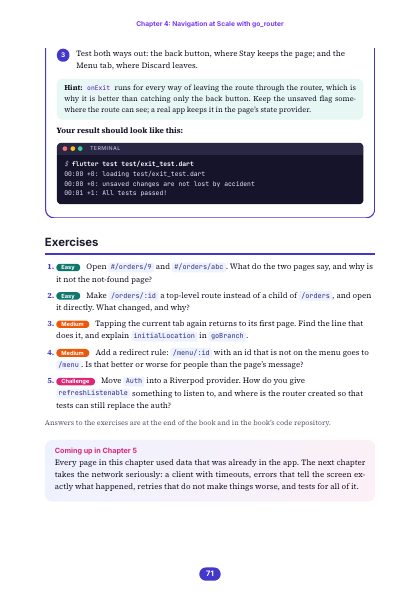 Chapter 4: Navigation at Scale with go_router
3 Test both ways out: the back button, where Stay keeps the page; and the
Menu tab, where Discard leaves.
Hint: onExit runs for every way of leaving the route through the router, which is
why it is better than catching only the back button. Keep the unsaved flag some-
where the route can see it; a real app keeps it in the page's state provider.
Your result should look like this:
TERMINAL
$ flutter test test/exit_test.dart
00:00 +0: loading test/exit_test.dart
00:00 +0: unsaved changes are not lost by accident
00:01 +1: All tests passed!
Exercises
1. Easy Open #/orders/9 and #/orders/abc. What do the two pages say, and why is
it not the not-found page?
2. Easy Make /orders/:id a top-level route instead of a child of /orders, and open
it directly. What changed, and why?
3. Medium Tapping the current tab again returns to its first page. Find the line that
does it, and explain initialLocation in goBranch.
4. Medium Add a redirect rule: /menu/:id with an id that is not on the menu goes to
/menu. Is that better or worse for people than the page's message?
5. Challenge Move Auth into a Riverpod provider. How do you give
refreshListenable something to listen to, and where is the router created so that
tests can still replace the auth?
Answers to the exercises are at the end of the book and in the book's code repository.
Coming up in Chapter 5
Every page in this chapter used data that was already in the app. The next chapter
takes the network seriously: a client with timeouts, errors that tell the screen ex-
actly what happened, retries that do not make things worse, and tests for all of it.
71